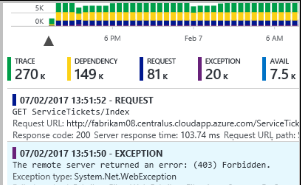 5K
0K
6 PM Feb 7 6 AM
TRACE DEPENDENCY REQUEST EXCEPTION AVAIL
270 K 149 K 81 K 20 K 7.5 K
07/02/2017 13:51:52 - REQUEST
GET ServiceTickets/Index
Request URL: http://fabrikam08.centralus.cloudapp.azure.com/ServiceTick
Response code: 200 Server response time: 103.74 ms Request URL path: S
07/02/2017 13:51:50 - EXCEPTION
The remote server returned an error: (403) Forbidden.
Exception type: System.Net.WebException